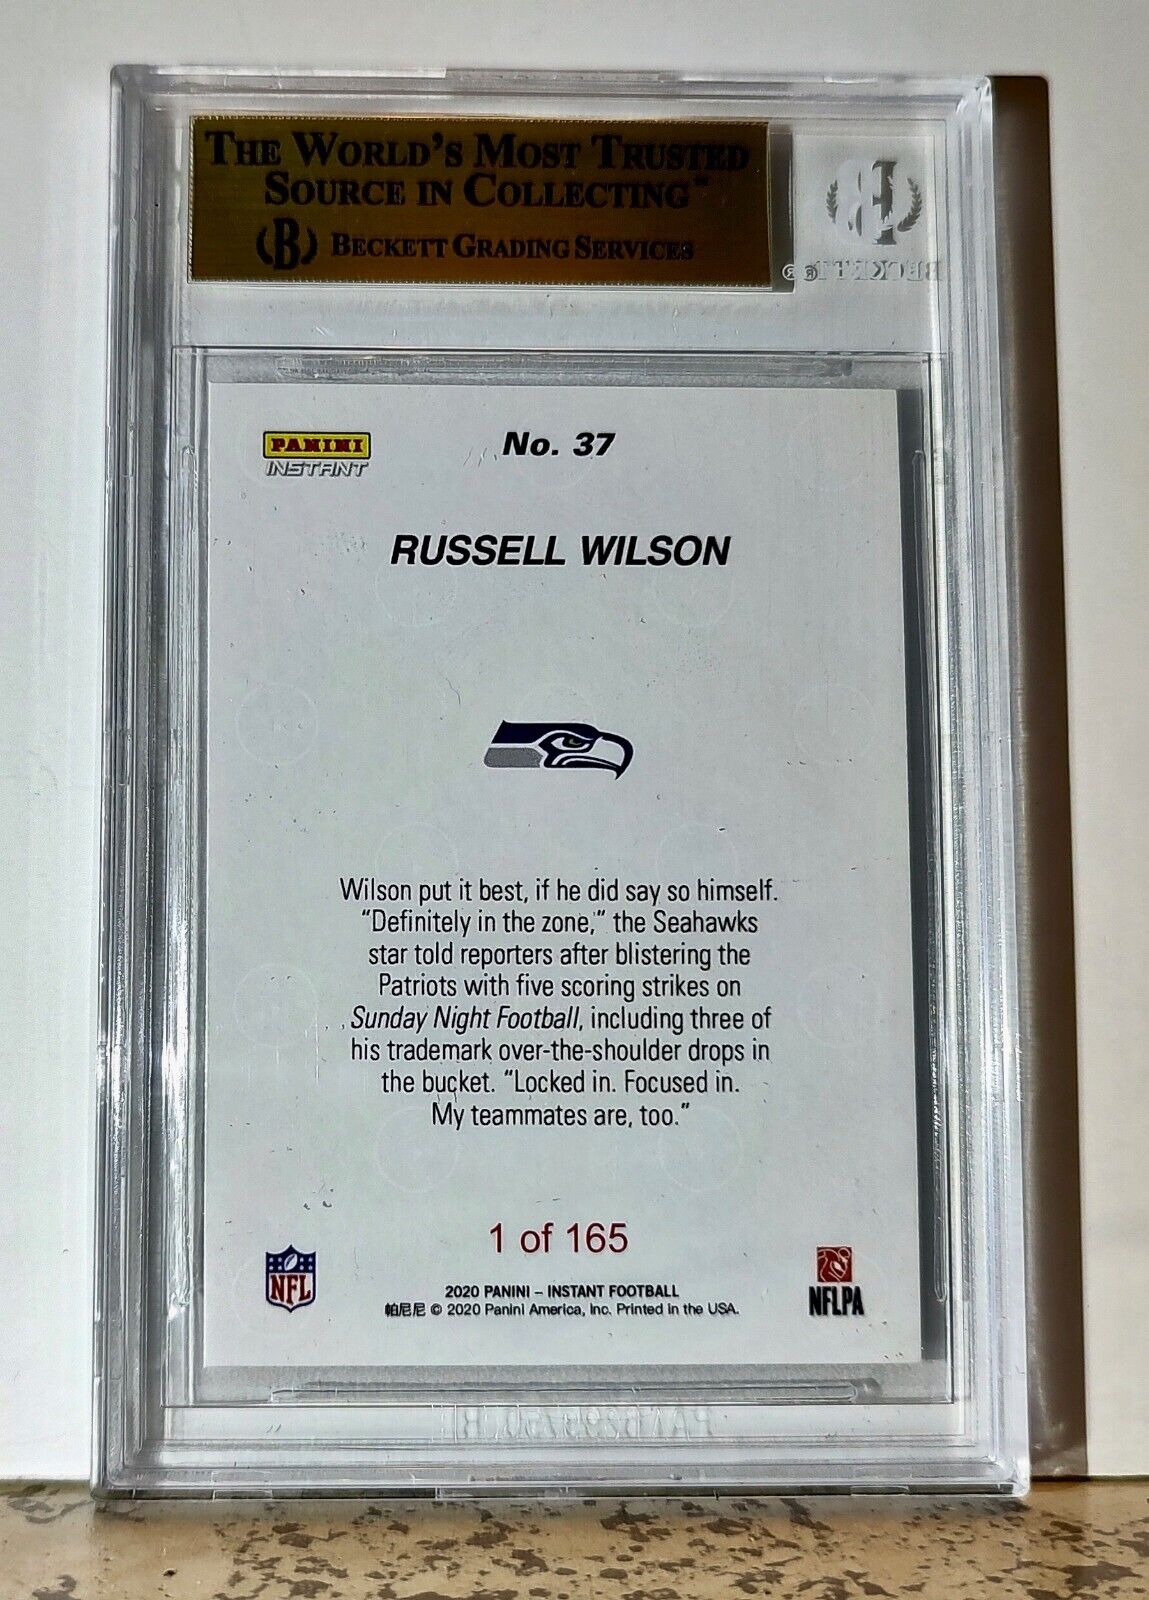 THE WORLD'S MOST TRUSTED
SOURCE IN COLLECTING™
(B) BECKETT GRADING SERVICES
BECKETT ®
PANINI
INSTANT
No. 37
RUSSELL WILSON
Wilson put it best, if he did say so himself.
“Definitely in the zone,” the Seahawks
star told reporters after blistering the
Patriots with five scoring strikes on
Sunday Night Football, including three of
his trademark over-the-shoulder drops in
the bucket. “Locked in. Focused in.
My teammates are, too.”
1 of 165
NFL
2020 PANINI – INSTANT FOOTBALL
帕尼尼 © 2020 Panini America, Inc. Printed in the USA.
NFLPA